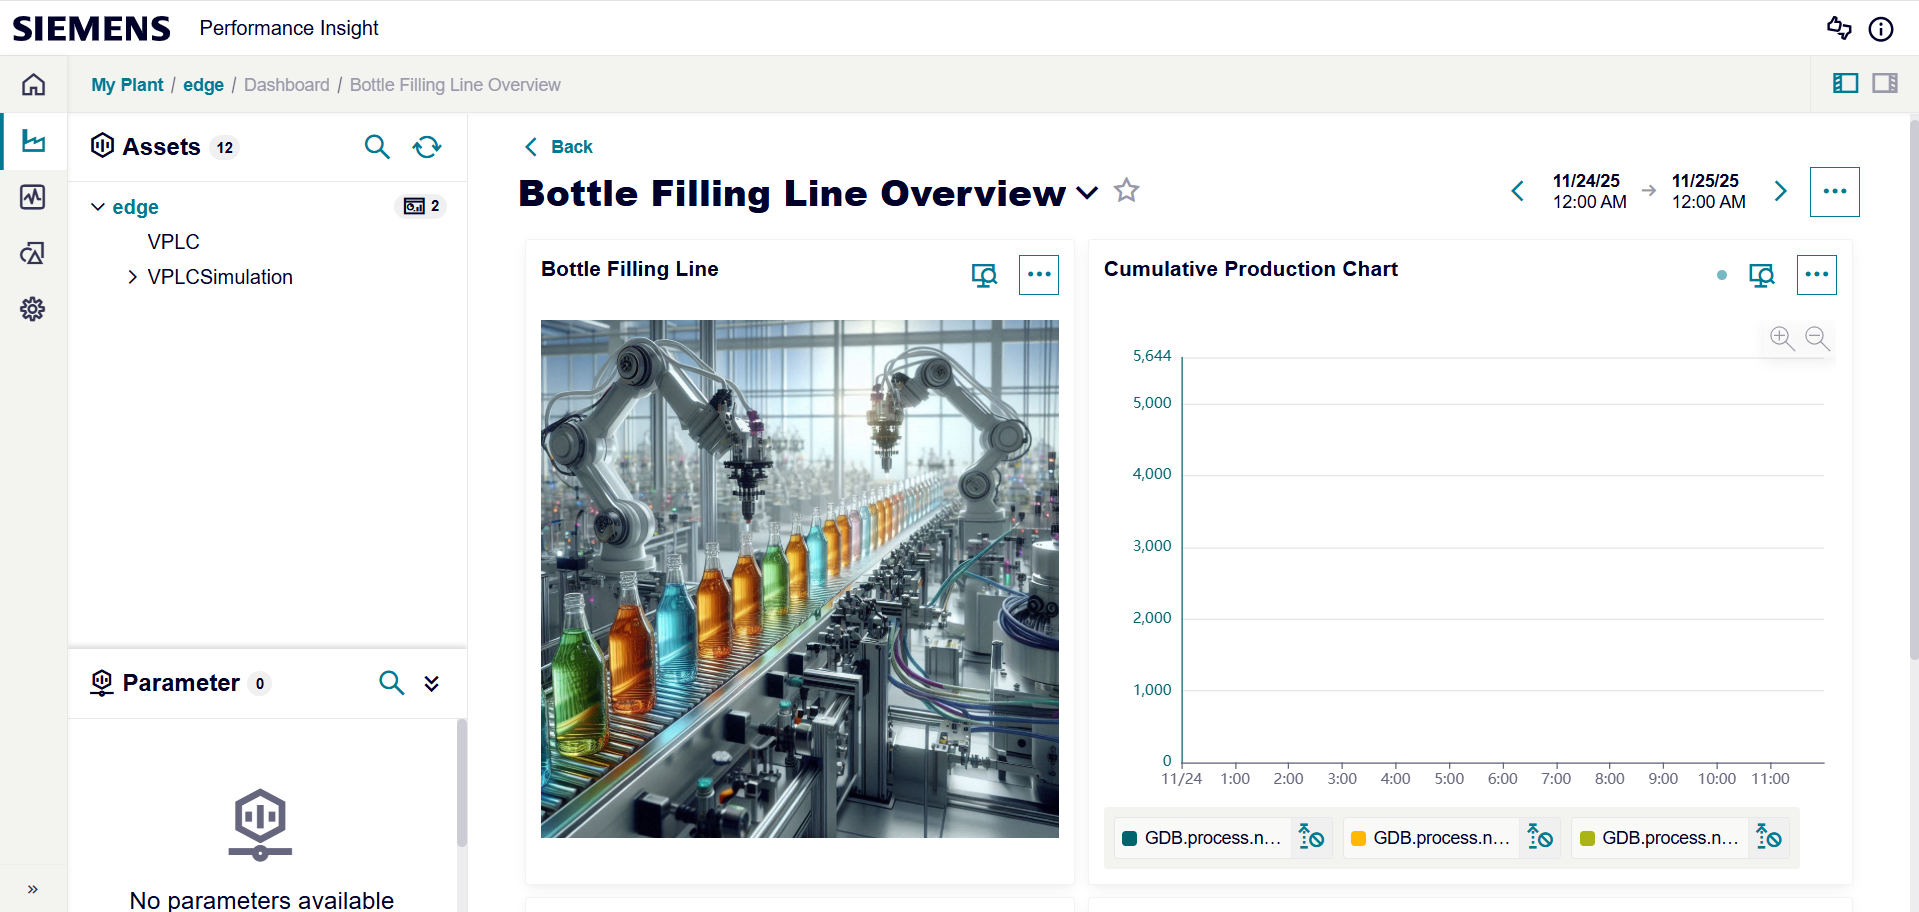 SIEMENS Performance Insight
My Plant / edge / Dashboard / Bottle Filling Line Overview
Assets 12
edge 2
VPLC
VPLCSimulation
Parameter 0
No parameters available
Back
Bottle Filling Line Overview
11/24/25
12:00 AM
11/25/25
12:00 AM
Bottle Filling Line
Cumulative Production Chart
5,644
5,000
4,000
3,000
2,000
1,000
0
11/24 1:00 2:00 3:00 4:00 5:00 6:00 7:00 8:00 9:00 10:00 11:00
GDB.process.n... GDB.process.n... GDB.process.n...